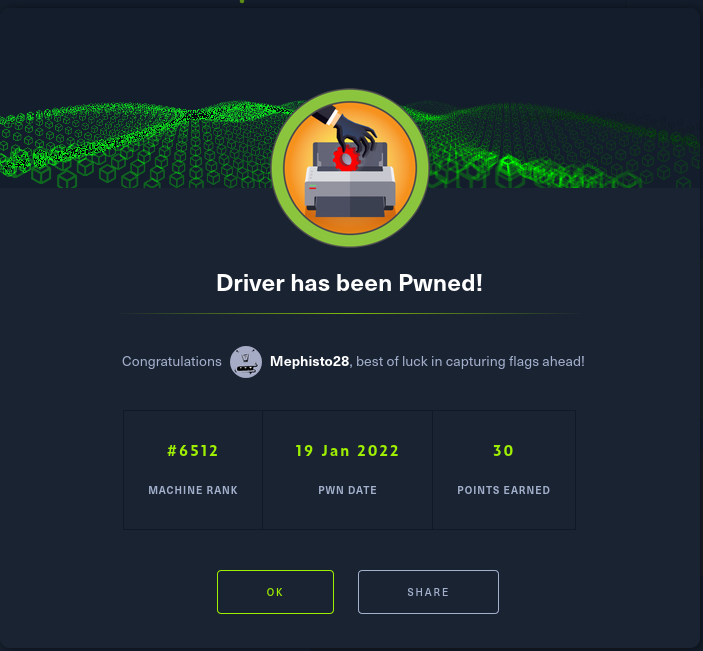 Driver has been Pwned!
Congratulations Mephisto28, best of luck in capturing flags ahead!
#6512 19 Jan 2022 30
MACHINE RANK PWN DATE POINTS EARNED
OK SHARE